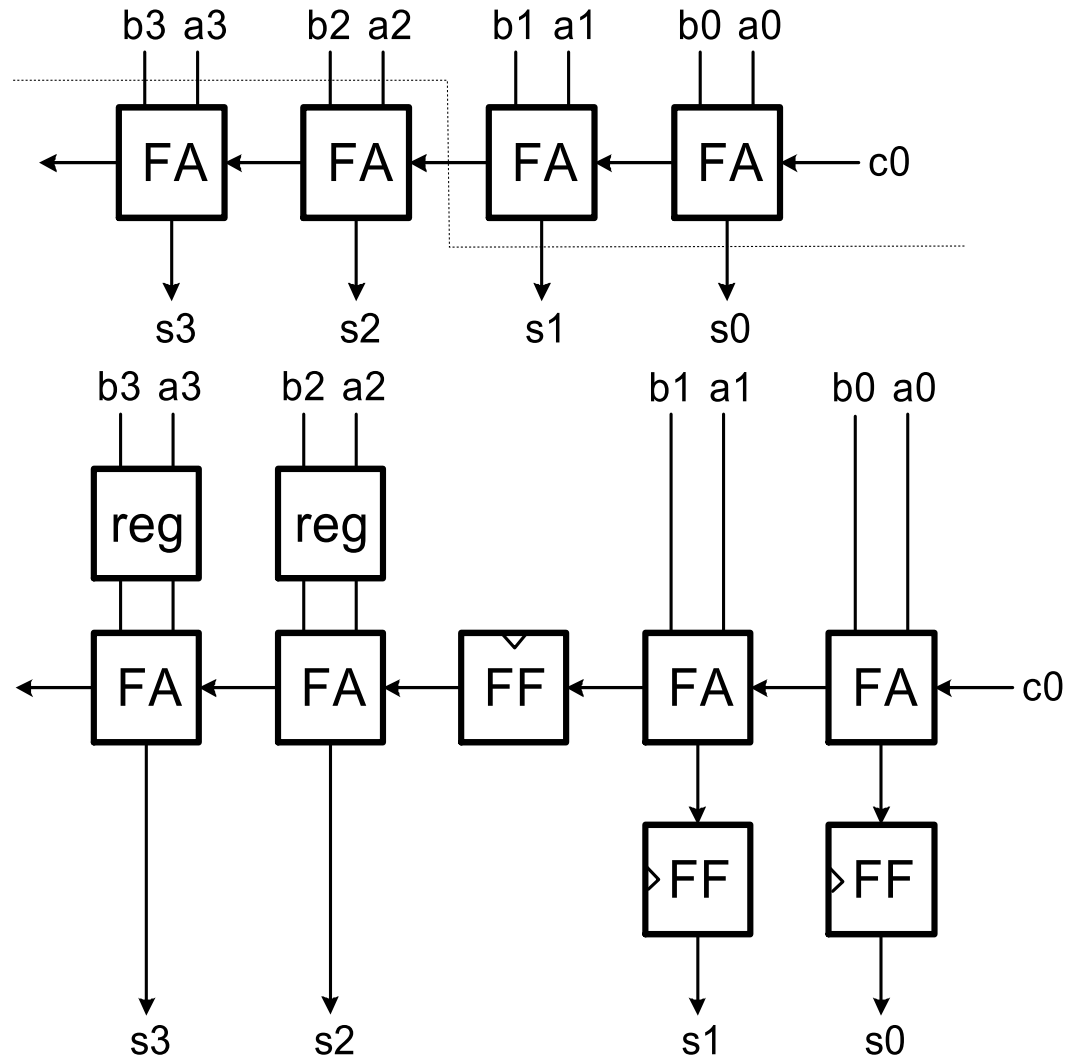 b3 a3 b2 a2 b1 a1 b0 a0
FA FA FA FA c0
s3 s2 s1 s0
b3 a3 b2 a2 b1 a1 b0 a0
reg reg
FA FA FF FA FA c0
FF FF
s3 s2 s1 s0